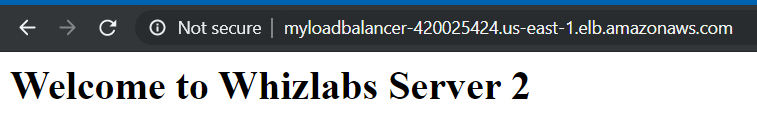 Not secure | myloadbalancer-420025424.us-east-1.elb.amazonaws.com
Welcome to Whizlabs Server 2